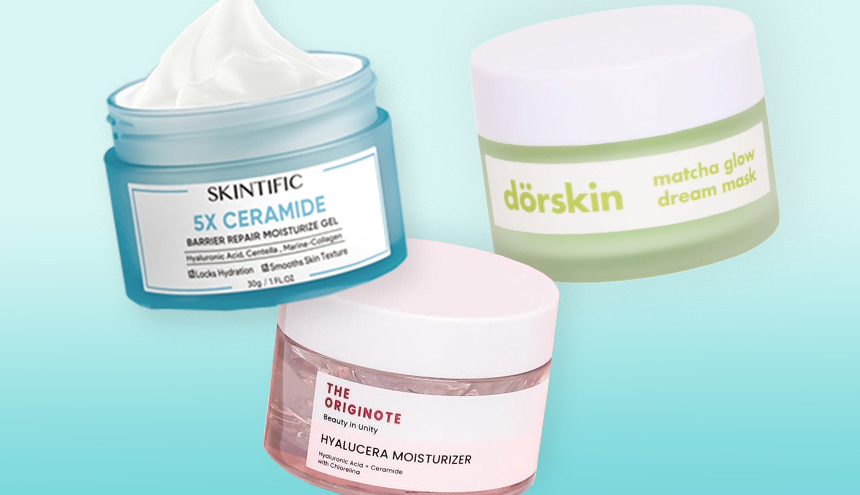 SKINTIFIC
5X CERAMIDE
BARRIER REPAIR MOISTURIZE GEL
Hyaluronic Acid, Centella , Marine-Collagen
☑Locks Hydration ☑Smooths Skin Texture
30g / 1 FL.OZ
dörskin
matcha glow
dream mask
THE
ORIGINOTE
Beauty in Unity
HYALUCERA MOISTURIZER
Hyaluronic Acid + Ceramide
with Chlorelina